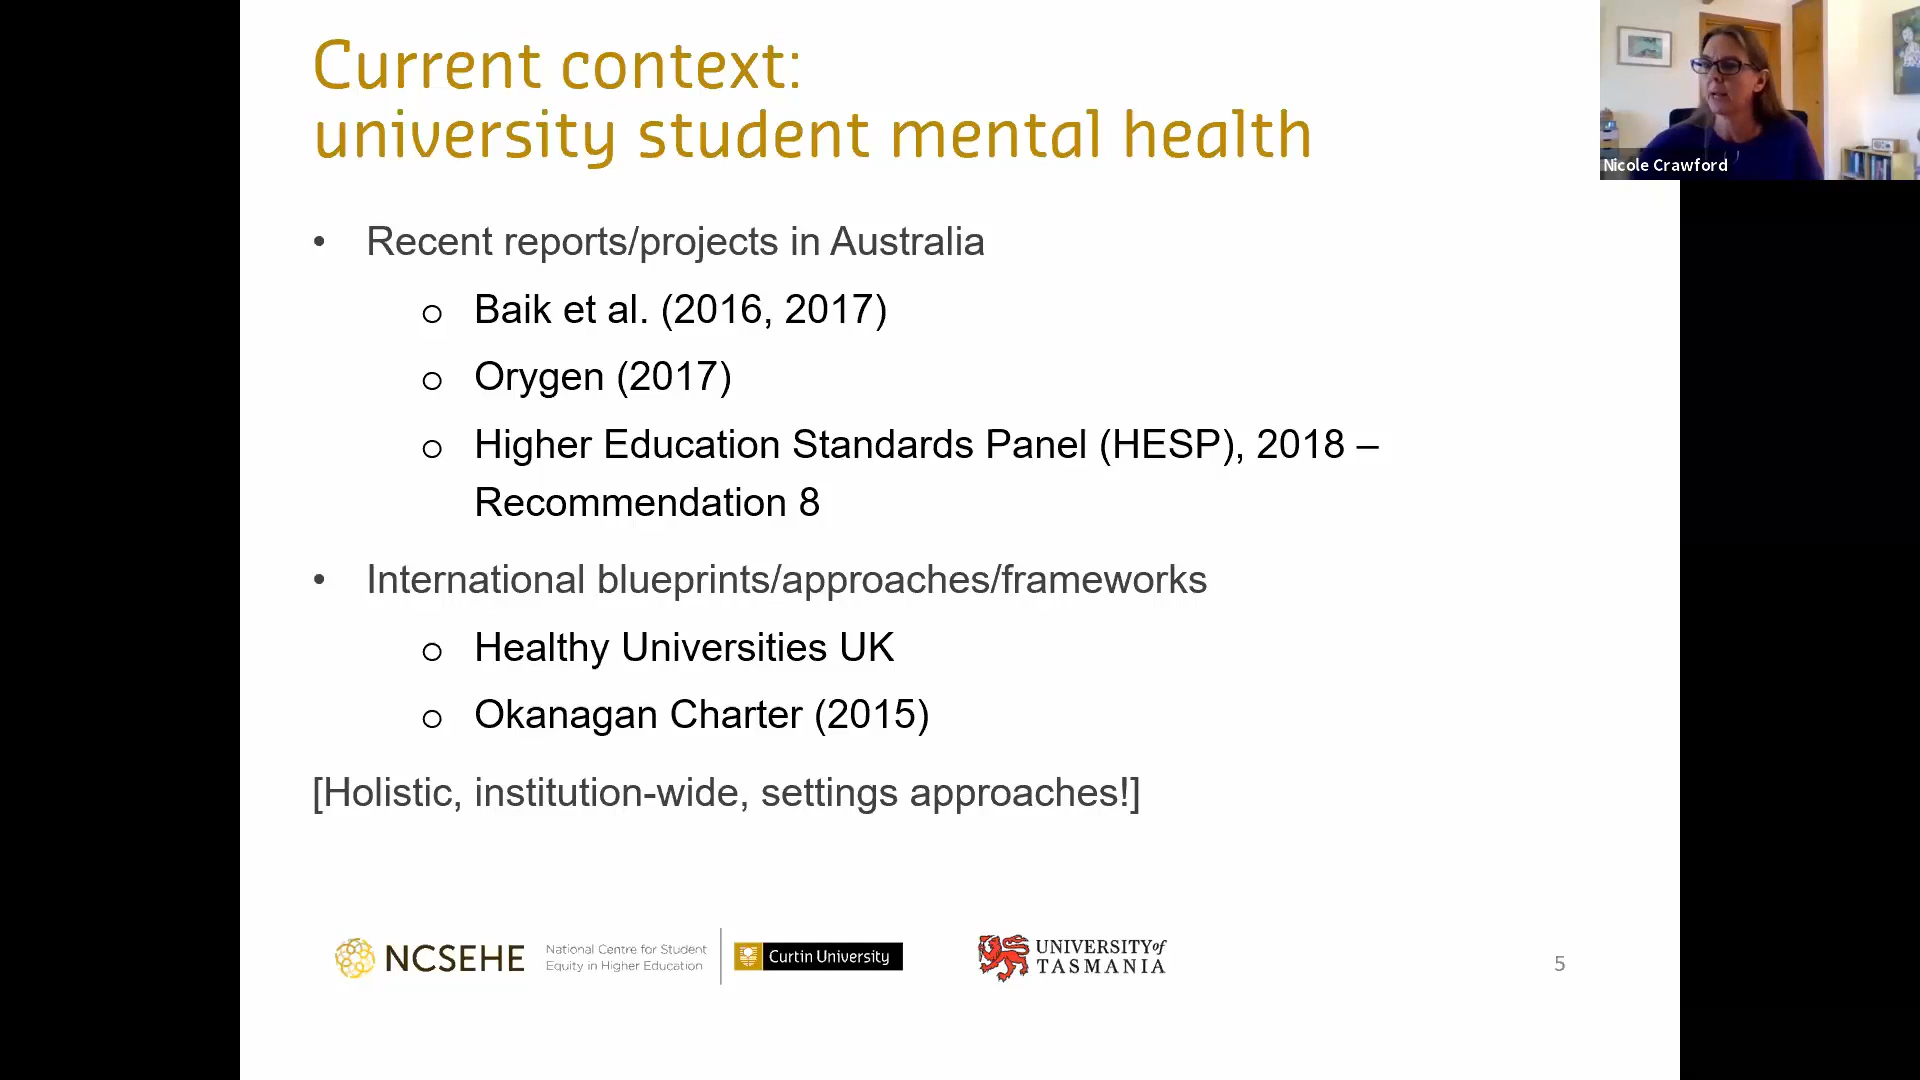 Current context:
university student mental health
Nicole Crawford
• Recent reports/projects in Australia
o Baik et al. (2016, 2017)
o Orygen (2017)
o Higher Education Standards Panel (HESP), 2018 –
Recommendation 8
• International blueprints/approaches/frameworks
o Healthy Universities UK
o Okanagan Charter (2015)
[Holistic, institution-wide, settings approaches!]
NCSEHE
National Centre for Student
Equity in Higher Education
Curtin University
UNIVERSITY of
TASMANIA
5